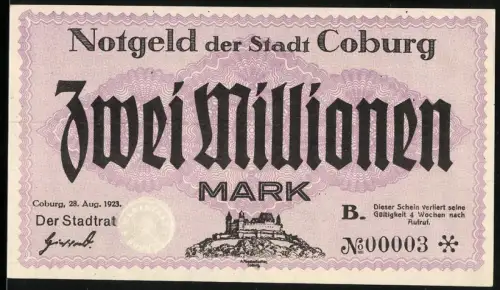 Notgeld der Stadt Coburg
Zwei Millionen
MARK
Coburg, 28. Aug. 1923.
Der Stadtrat
B.
Dieser Schein verliert seine
Gültigkeit 4 Wochen nach
Aufruf.
№00003 *